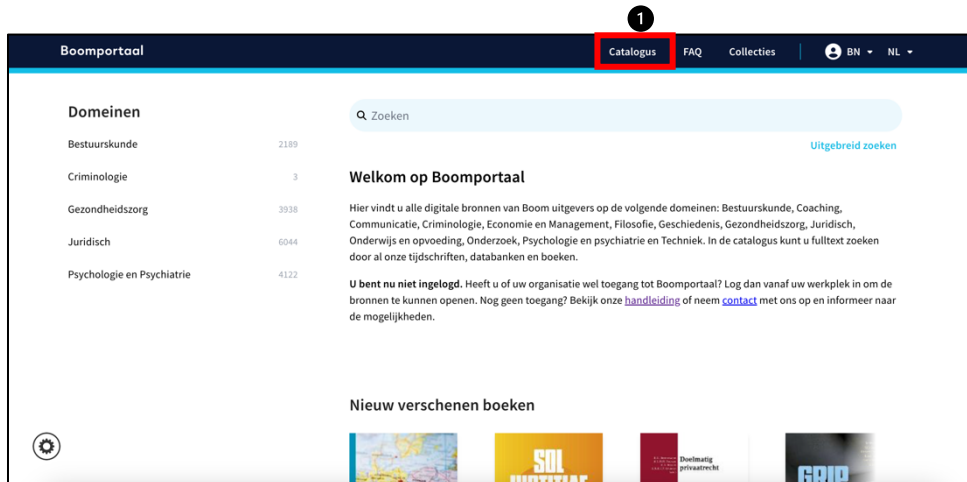 1
Boomportaal
Catalogus FAQ Collecties BN NL
Domeinen
Bestuurskunde 2189
Criminologie 3
Gezondheidszorg 3938
Juridisch 6044
Psychologie en Psychiatrie 4122
Zoeken
Uitgebreid zoeken
Welkom op Boomportaal
Hier vindt u alle digitale bronnen van Boom uitgevers op de volgende domeinen: Bestuurskunde, Coaching,
Communicatie, Criminologie, Economie en Management, Filosofie, Geschiedenis, Gezondheidszorg, Juridisch,
Onderwijs en opvoeding, Onderzoek, Psychologie en psychiatrie en Techniek. In de catalogus kunt u fulltext zoeken
door al onze tijdschriften, databanken en boeken.
U bent nu niet ingelogd. Heeft u of uw organisatie wel toegang tot Boomportaal? Log dan vanaf uw werkplek in om de
bronnen te kunnen openen. Nog geen toegang? Bekijk onze handleiding of neem contact met ons op en informeer naar
de mogelijkheden.
Nieuw verschenen boeken
SOL
Doelmatig
privaatrecht
GRIP